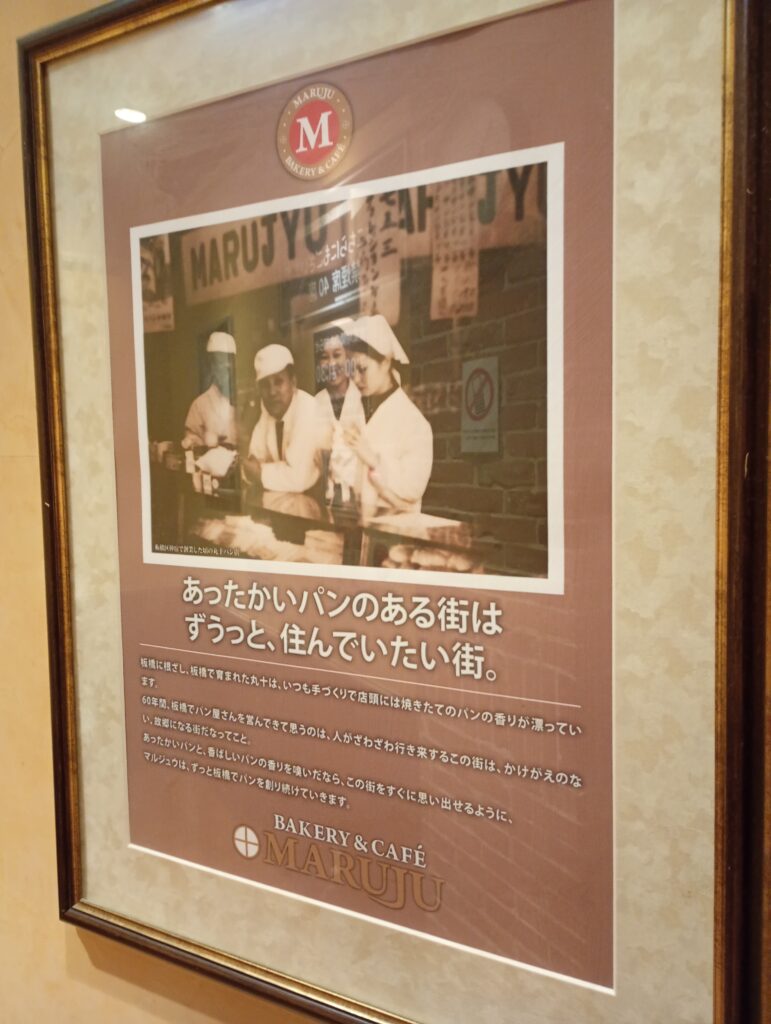 MARUJU
M
BAKERY & CAFÉ
MARUJYU
JYU
あったかいパンのある街は
ずうっと、住んでいたい街。
板橋に根ざし、板橋で育まれた丸十は、いつも手づくりで店頭には焼きたてのパンの香りが漂ってい
ます。
60年間、板橋でパン屋さんを営んできて思うのは、人がざわざわ行き来するこの街は、かけがえのな
い、故郷になる街だなってこと。
あったかいパンと、香ばしいパンの香りを嗅いだなら、この街をすぐに思い出せるように、
マルジュウは、ずっと板橋でパンを創り続けていきます。
BAKERY & CAFÉ
MARUJU